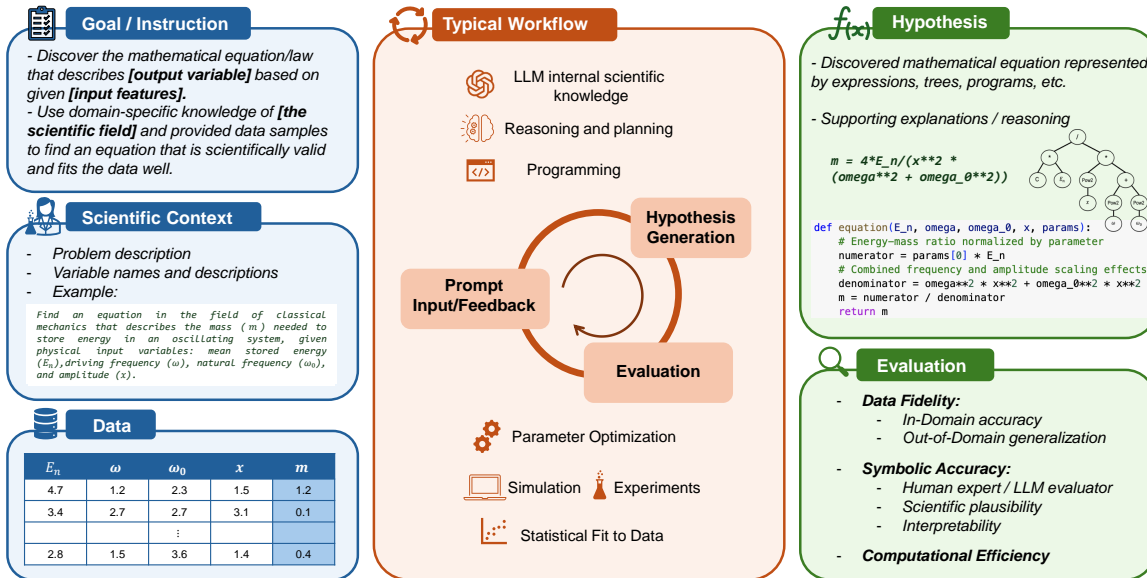 Goal / Instruction
- Discover the mathematical equation/law
that describes [output variable] based on
given [input features].
- Use domain-specific knowledge of [the
scientific field] and provided data samples
to find an equation that is scientifically valid
and fits the data well.
Scientific Context
- Problem description
- Variable names and descriptions
- Example:
Find an equation in the field of classical
mechanics that describes the mass (m) needed to
store energy in an oscillating system, given
physical input variables: mean stored energy
(Eₙ),driving frequency (ω), natural frequency (ω₀),
and amplitude (x).
Data
Eₙ ω ω₀ x m
4.7 1.2 2.3 1.5 1.2
3.4 2.7 2.7 3.1 0.1
⋮
2.8 1.5 3.6 1.4 0.4
Typical Workflow
LLM internal scientific
knowledge
Reasoning and planning
</>
Programming
Hypothesis
Generation
Prompt
Input/Feedback
Evaluation
Parameter Optimization
Simulation
Experiments
Statistical Fit to Data
f(x)
Hypothesis
- Discovered mathematical equation represented
by expressions, trees, programs, etc.
- Supporting explanations / reasoning
m = 4*E_n/(x**2 *
(omega**2 + omega_0**2))
/
* *
C Eₙ Pow2 +
x Pow2 Pow2
ω ω₀
def equation(E_n, omega, omega_0, x, params):
# Energy-mass ratio normalized by parameter
numerator = params[0] * E_n
# Combined frequency and amplitude scaling effects
denominator = omega**2 * x**2 + omega_0**2 * x**2
m = numerator / denominator
return m
Evaluation
- Data Fidelity:
- In-Domain accuracy
- Out-of-Domain generalization
- Symbolic Accuracy:
- Human expert / LLM evaluator
- Scientific plausibility
- Interpretability
- Computational Efficiency